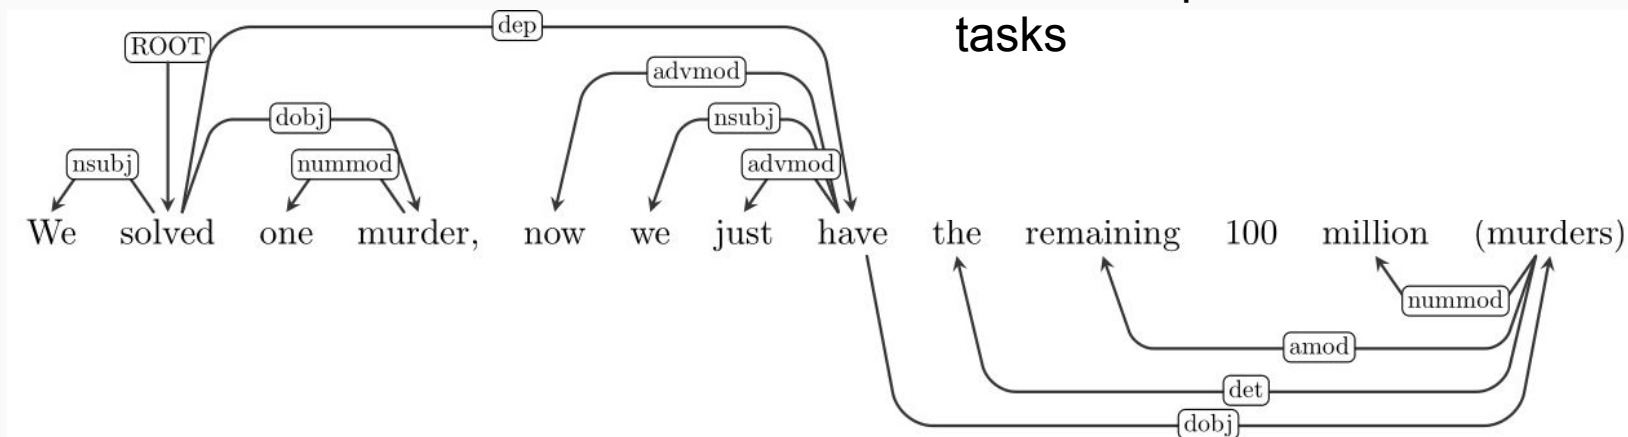 tasks
dep
ROOT
advmod
dobj
nsubj
nsubj
nummod
advmod
We solved one murder, now we just have the remaining 100 million (murders)
nummod
amod
det
dobj